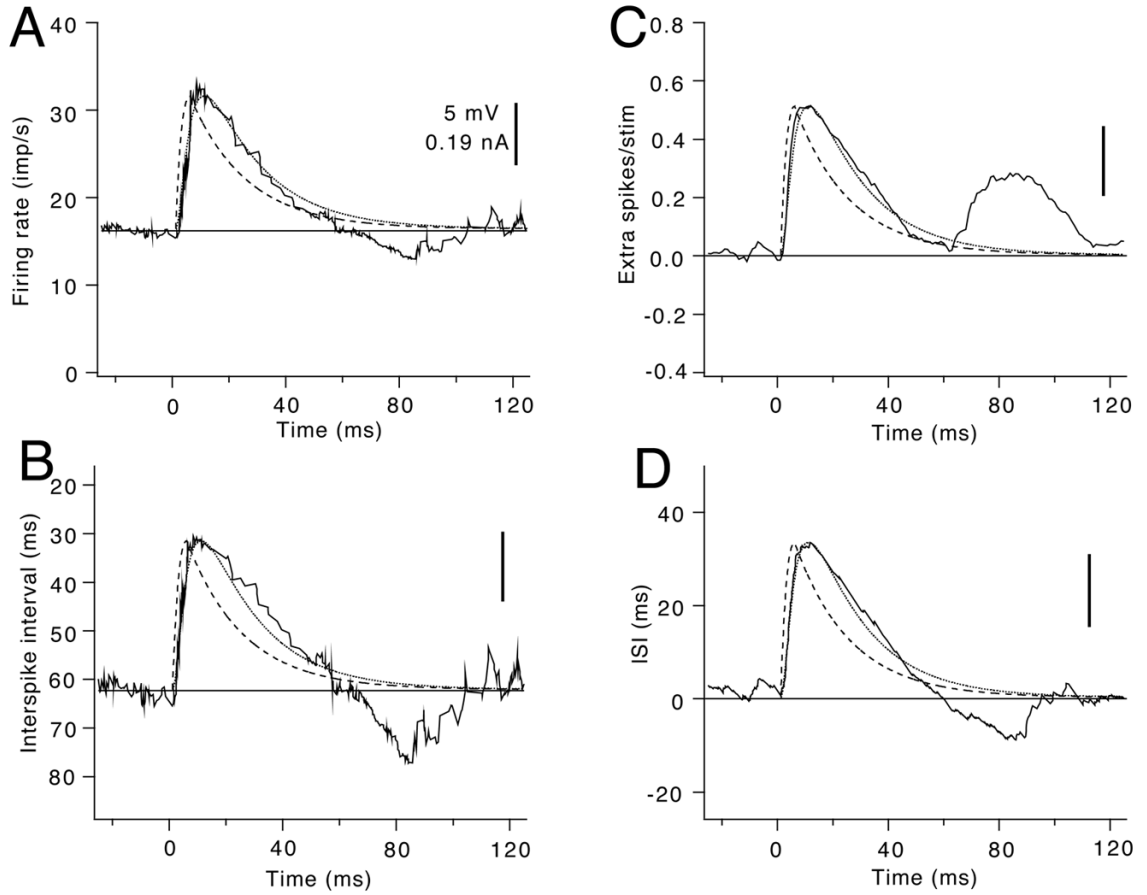 A
Firing rate (imp/s)
40
30
20
10
0
5 mV
0.19 nA
0 40 80 120
Time (ms)
C
Extra spikes/stim
0.8
0.6
0.4
0.2
0.0
-0.2
-0.4
0 40 80 120
Time (ms)
B
Interspike interval (ms)
20
30
40
50
60
70
80
0 40 80 120
Time (ms)
D
ISI (ms)
40
20
0
-20
0 40 80 120
Time (ms)